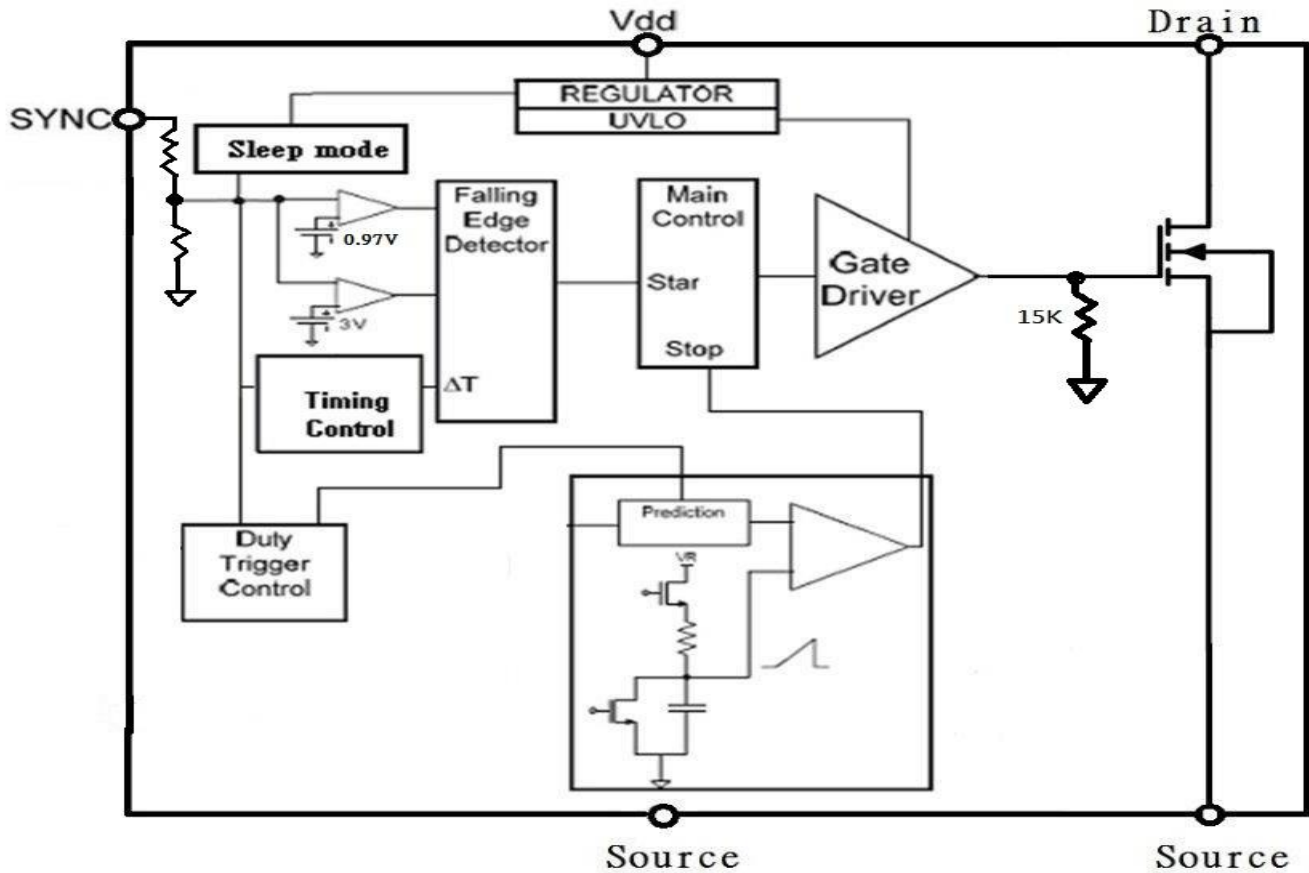 Vdd
Drain
SYNC
REGULATOR
UVLO
Sleep mode
0.97V
3V
Falling
Edge
Detector
Main
Control
Star
Stop
Gate
Driver
15K
Timing
Control
ΔT
Duty
Trigger
Control
Prediction
VR
Source
Source